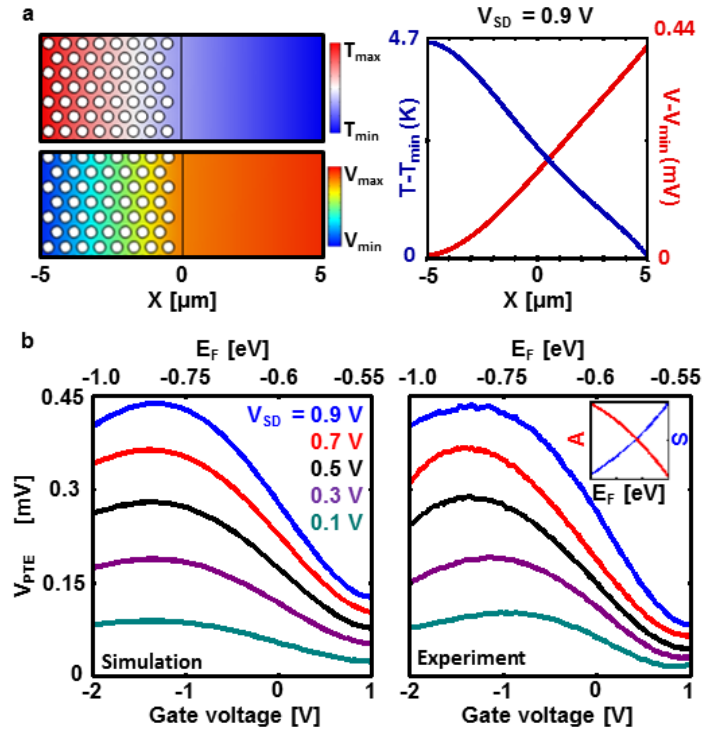 a
T_max
T_min
V_max
V_min
-5 0 5
X [µm]
V_SD = 0.9 V
4.7
0
T-T_min (K)
0.44
0
V-V_min (mV)
-5 0 5
X [µm]
b
E_F [eV]
-1.0 -0.75 -0.6 -0.55
0.45
0.3
0.15
0
V_PTE [mV]
V_SD = 0.9 V
0.7 V
0.5 V
0.3 V
0.1 V
Simulation
-2 -1 0 1
Gate voltage [V]
E_F [eV]
-1.0 -0.75 -0.6 -0.55
A
S
E_F [eV]
Experiment
-2 -1 0 1
Gate voltage [V]